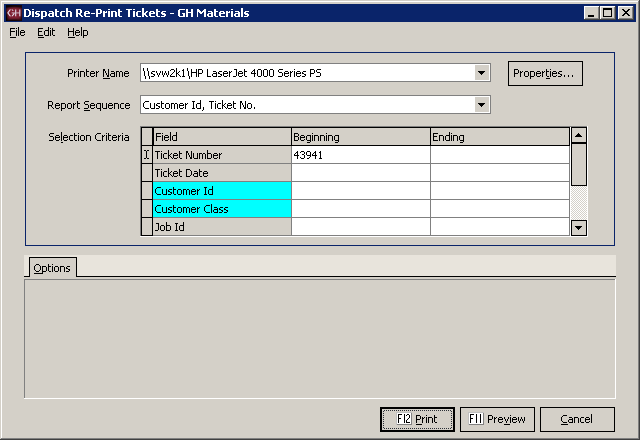 GH Dispatch Re-Print Tickets - GH Materials
File Edit Help
Printer Name \\svw2k1\HP LaserJet 4000 Series PS Properties...
Report Sequence Customer Id, Ticket No.
Selection Criteria Field Beginning Ending
Ticket Number 43941
Ticket Date
Customer Id
Customer Class
Job Id
Options
F12 Print F11 Preview Cancel